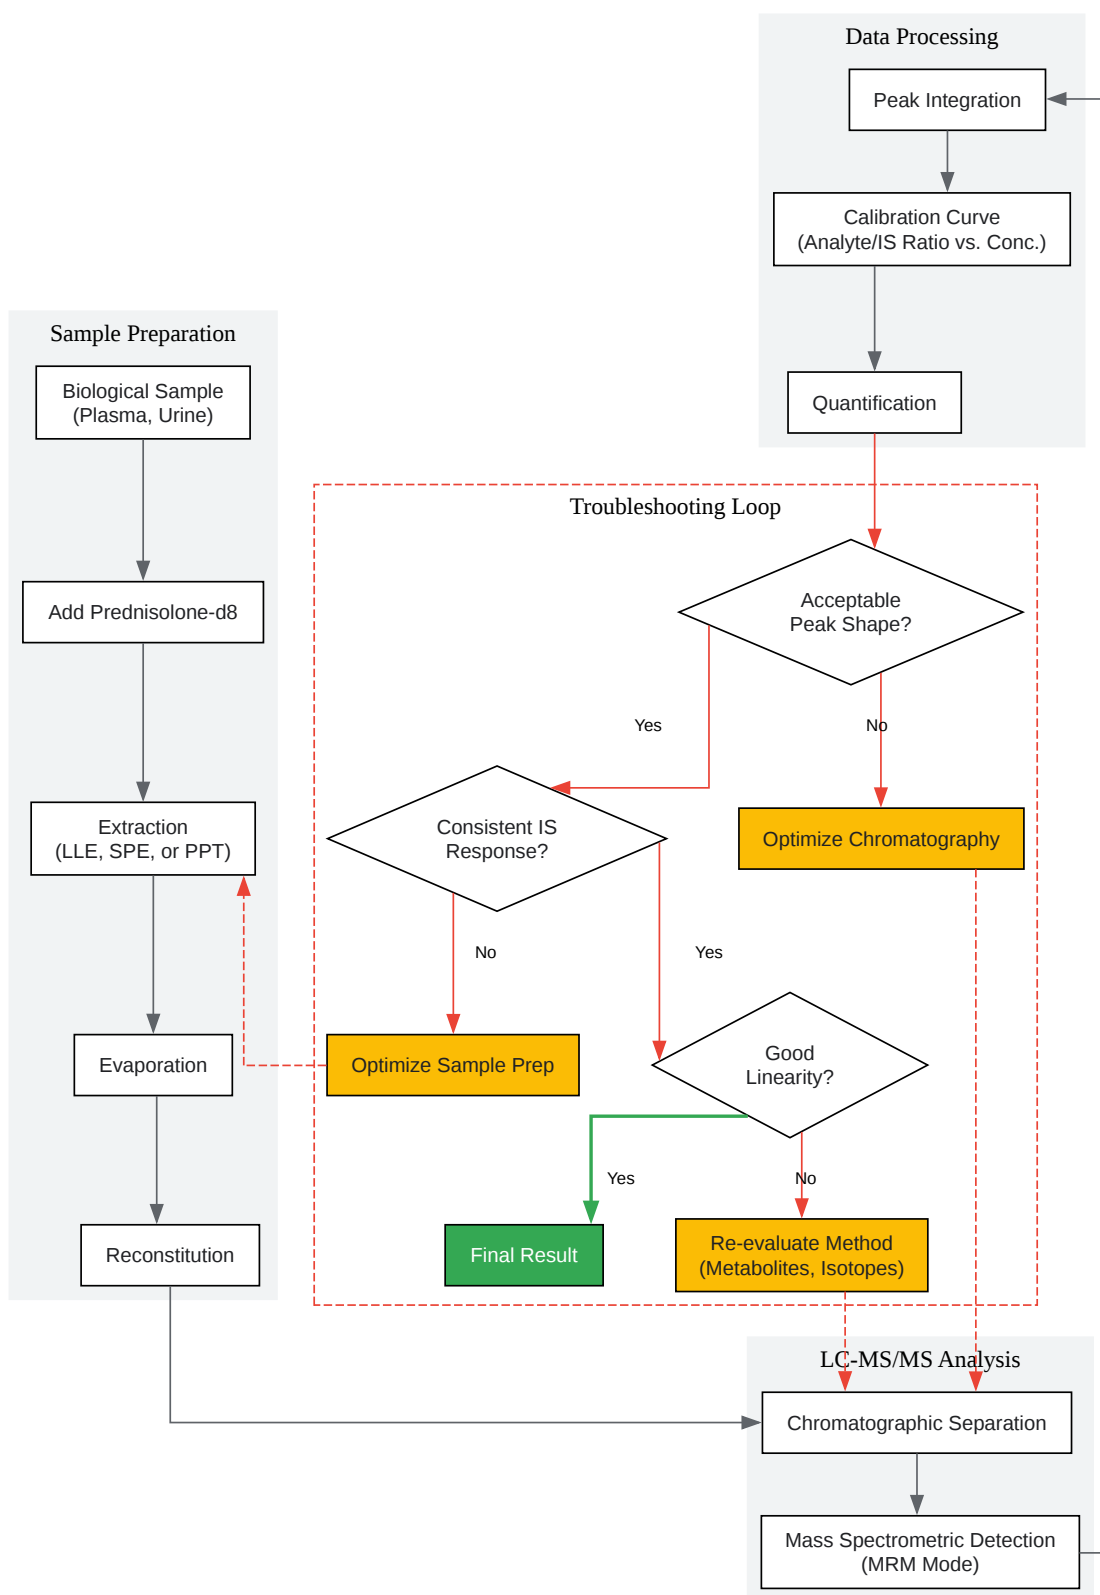 Data Processing
Peak Integration
Calibration Curve
(Analyte/IS Ratio vs. Conc.)
Quantification
Sample Preparation
Biological Sample
(Plasma, Urine)
Add Prednisolone-d8
Extraction
(LLE, SPE, or PPT)
Evaporation
Reconstitution
Troubleshooting Loop
Acceptable
Peak Shape?
Yes
No
Consistent IS
Response?
Optimize Chromatography
No
Yes
Optimize Sample Prep
Good
Linearity?
Yes
No
Final Result
Re-evaluate Method
(Metabolites, Isotopes)
LC-MS/MS Analysis
Chromatographic Separation
Mass Spectrometric Detection
(MRM Mode)